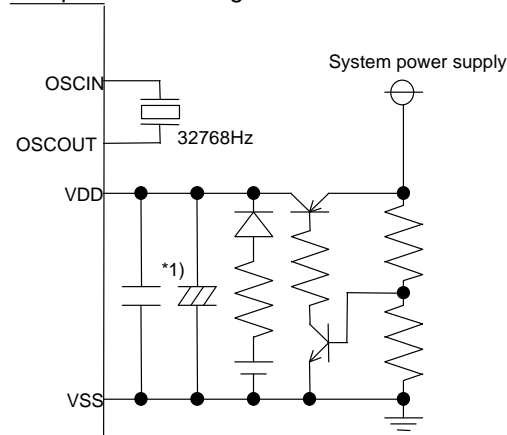 System power supply
OSCIN
OSCOUT
32768Hz
VDD
*1)
VSS